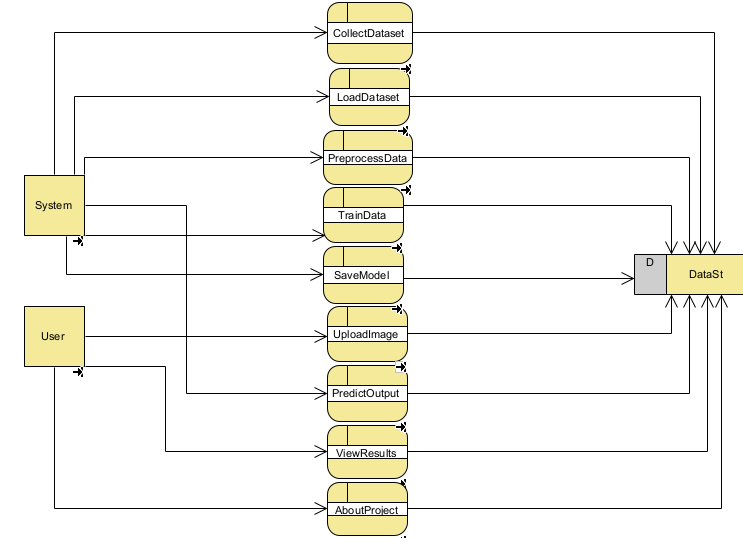 CollectDataset
LoadDataset
PreprocessData
System
TrainData
D
DataSt
SaveModel
User
UploadImage
PredictOutput
ViewResults
AboutProject